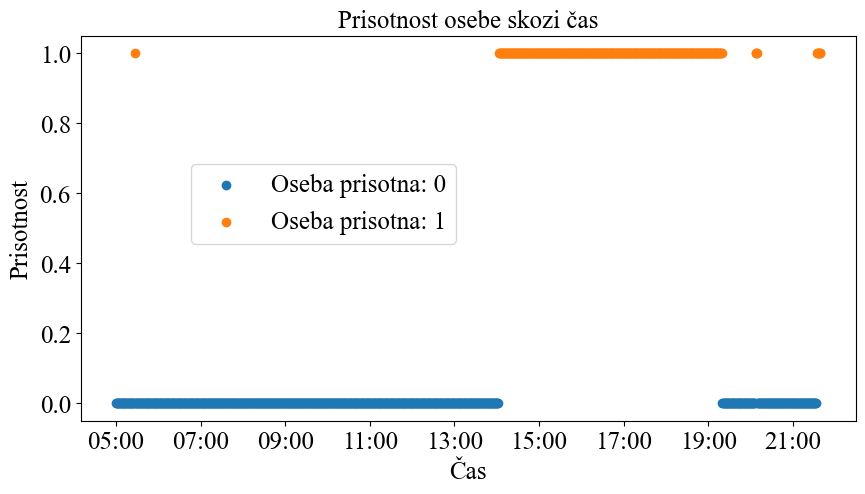 Prisotnost osebe skozi čas
Prisotnost
1.0
0.8
0.6
0.4
0.2
0.0
Oseba prisotna: 0
Oseba prisotna: 1
05:00 07:00 09:00 11:00 13:00 15:00 17:00 19:00 21:00
Čas